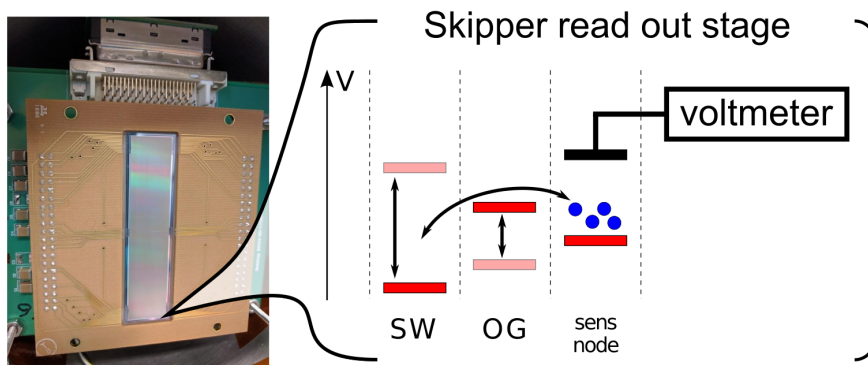 Skipper read out stage
V
voltmeter
SW
OG
sens
node